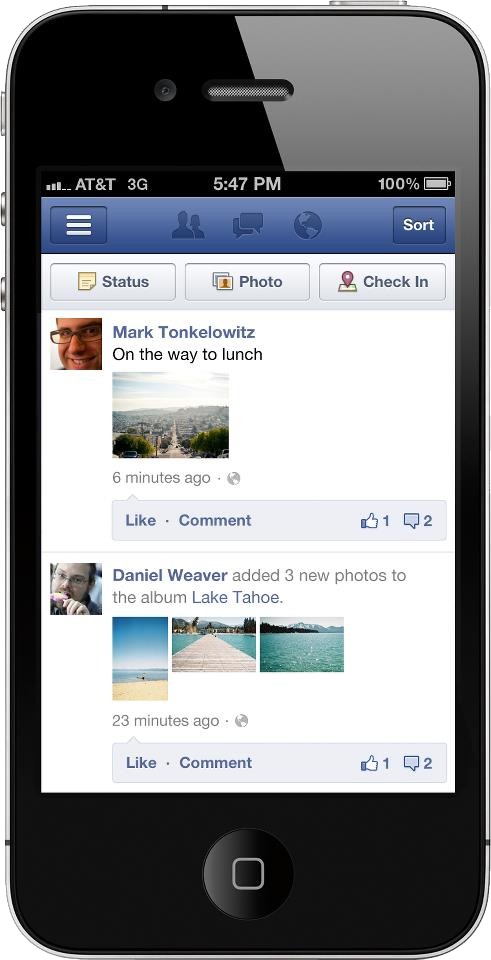 AT&T 3G 5:47 PM 100%
Sort
Status Photo Check In
Mark Tonkelowitz
On the way to lunch
6 minutes ago ·
Like · Comment 1 2
Daniel Weaver added 3 new photos to
the album Lake Tahoe.
23 minutes ago ·
Like · Comment 1 2